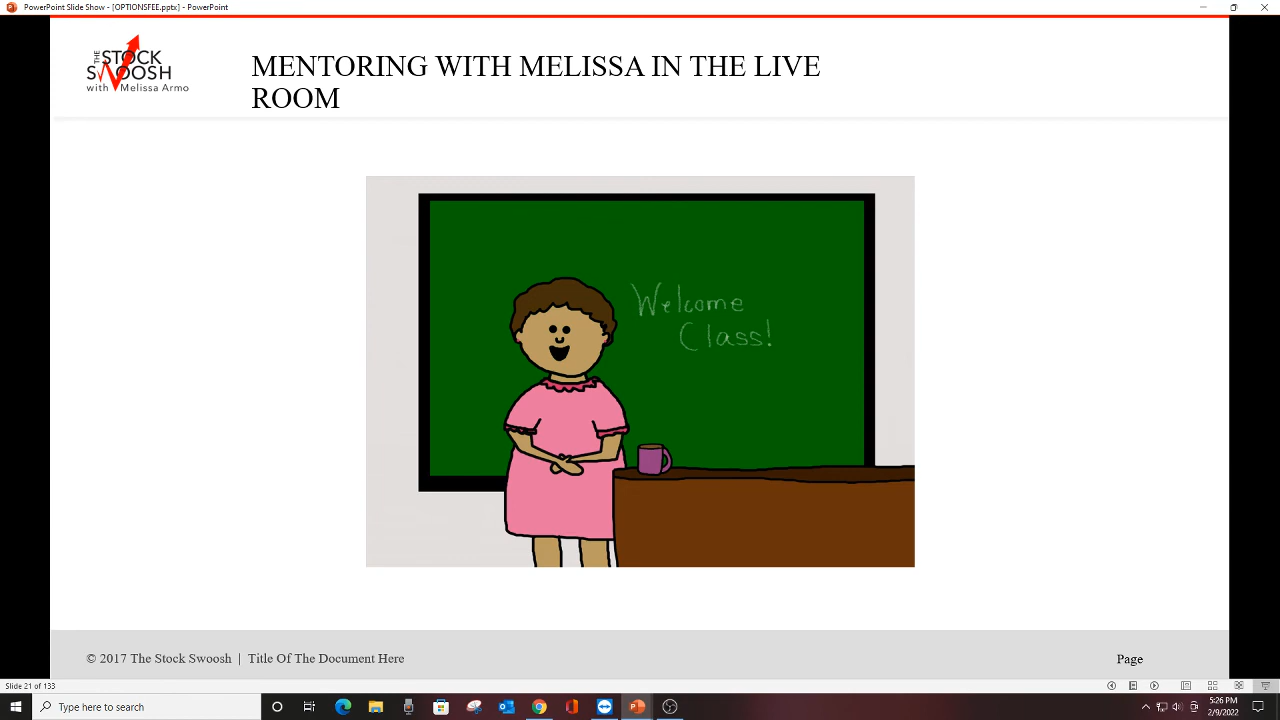 PowerPoint Slide Show - [OPTIONSFEE.pptx] - PowerPoint
THE
STOCK
SWOOSH
with Melissa Armo
MENTORING WITH MELISSA IN THE LIVE
ROOM
Welcome
Class!
© 2017 The Stock Swoosh | Title Of The Document Here
Page
Slide 21 of 133
Type here to search
5:26 PM
2/9/2022